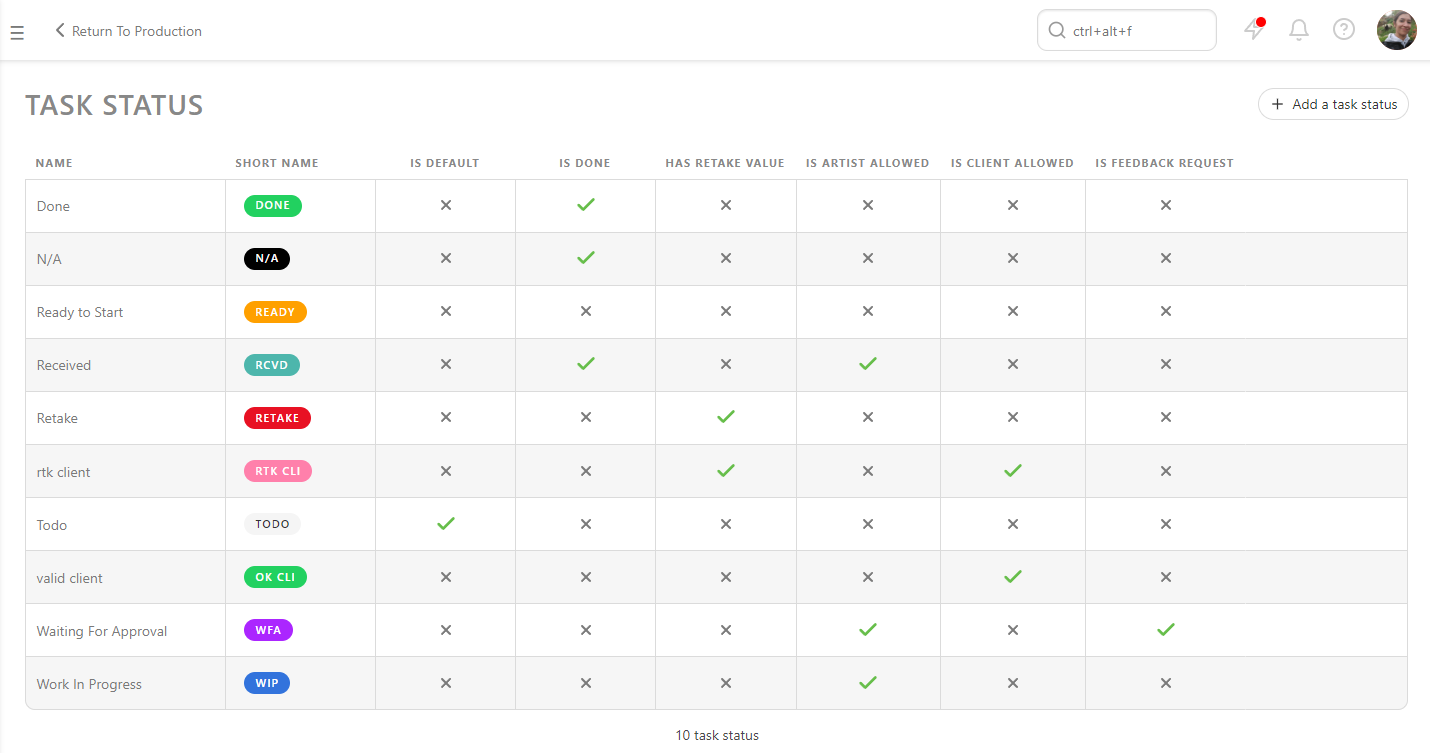 Return To Production
ctrl+alt+f
TASK STATUS
Add a task status
NAME SHORT NAME IS DEFAULT IS DONE HAS RETAKE VALUE IS ARTIST ALLOWED IS CLIENT ALLOWED IS FEEDBACK REQUEST
Done DONE
N/A N/A
Ready to Start READY
Received RCVD
Retake RETAKE
rtk client RTK CLI
Todo TODO
valid client OK CLI
Waiting For Approval WFA
Work In Progress WIP
10 task status